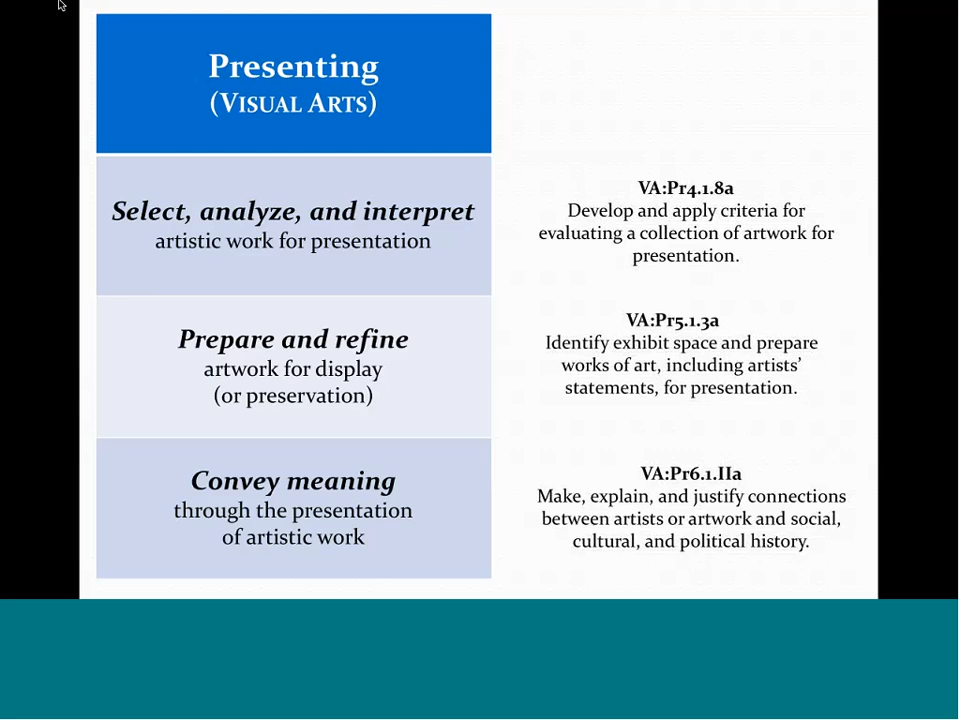 Presenting
(VISUAL ARTS)
Select, analyze, and interpret
artistic work for presentation
VA:Pr4.1.8a
Develop and apply criteria for
evaluating a collection of artwork for
presentation.
Prepare and refine
artwork for display
(or preservation)
VA:Pr5.1.3a
Identify exhibit space and prepare
works of art, including artists’
statements, for presentation.
Convey meaning
through the presentation
of artistic work
VA:Pr6.1.IIa
Make, explain, and justify connections
between artists or artwork and social,
cultural, and political history.